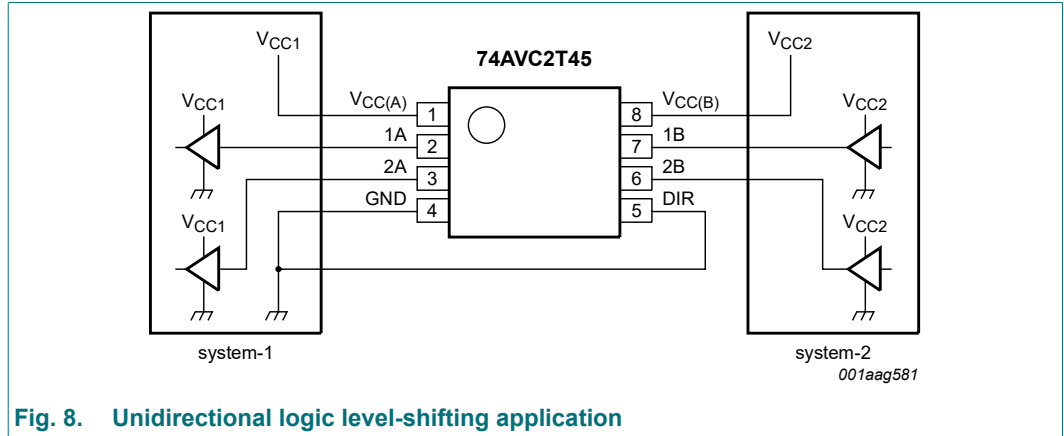 VCC1
VCC2
74AVC2T45
VCC1
VCC(A)
1
8
VCC(B)
VCC2
1A
2
7
1B
2A
3
6
2B
GND
4
5
DIR
VCC1
VCC2
system-1
system-2
001aag581
Fig. 8. Unidirectional logic level-shifting application